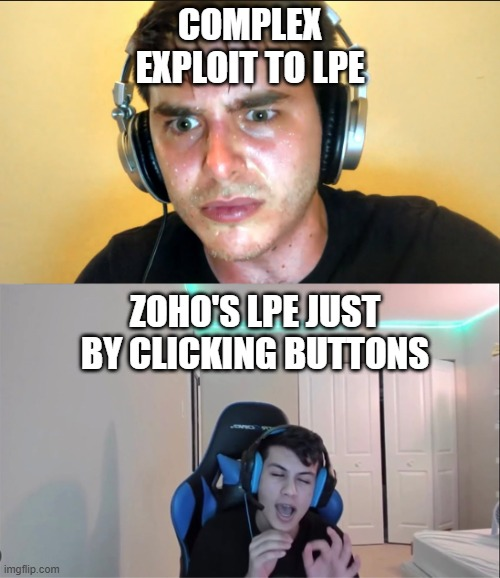 COMPLEX
EXPLOIT TO LPE
ZOHO'S LPE JUST
BY CLICKING BUTTONS
imgflip.com